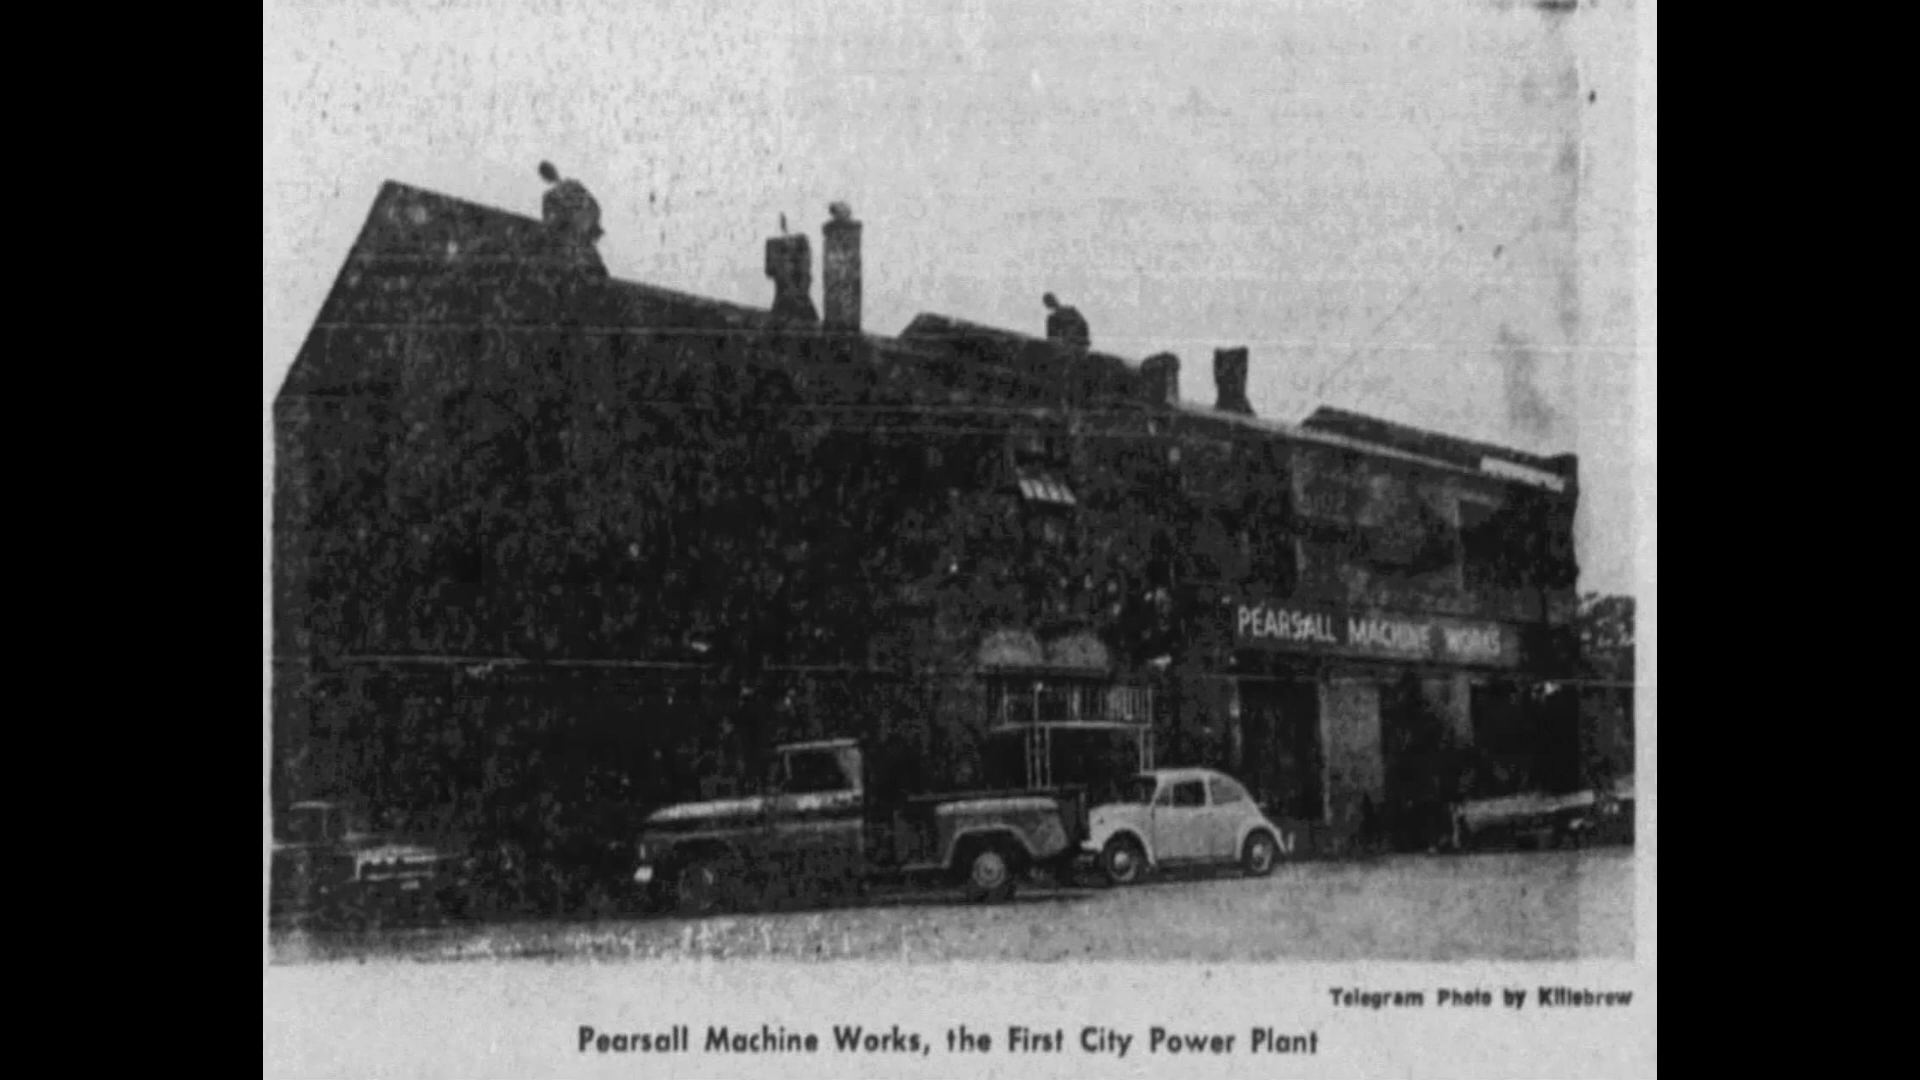 PEARSALL MACHINE WORKS
Telegram Photo by Killebrew
Pearsall Machine Works, the First City Power Plant